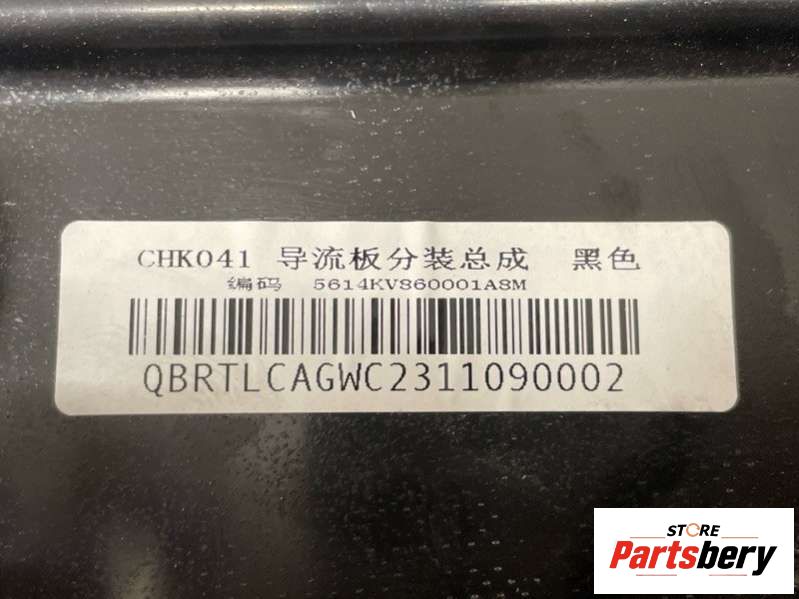 CHK041 导流板分装总成 黑色
编码 5614KV860001A8M
QBRTLCAGWC2311090002
STORE
Partsbery